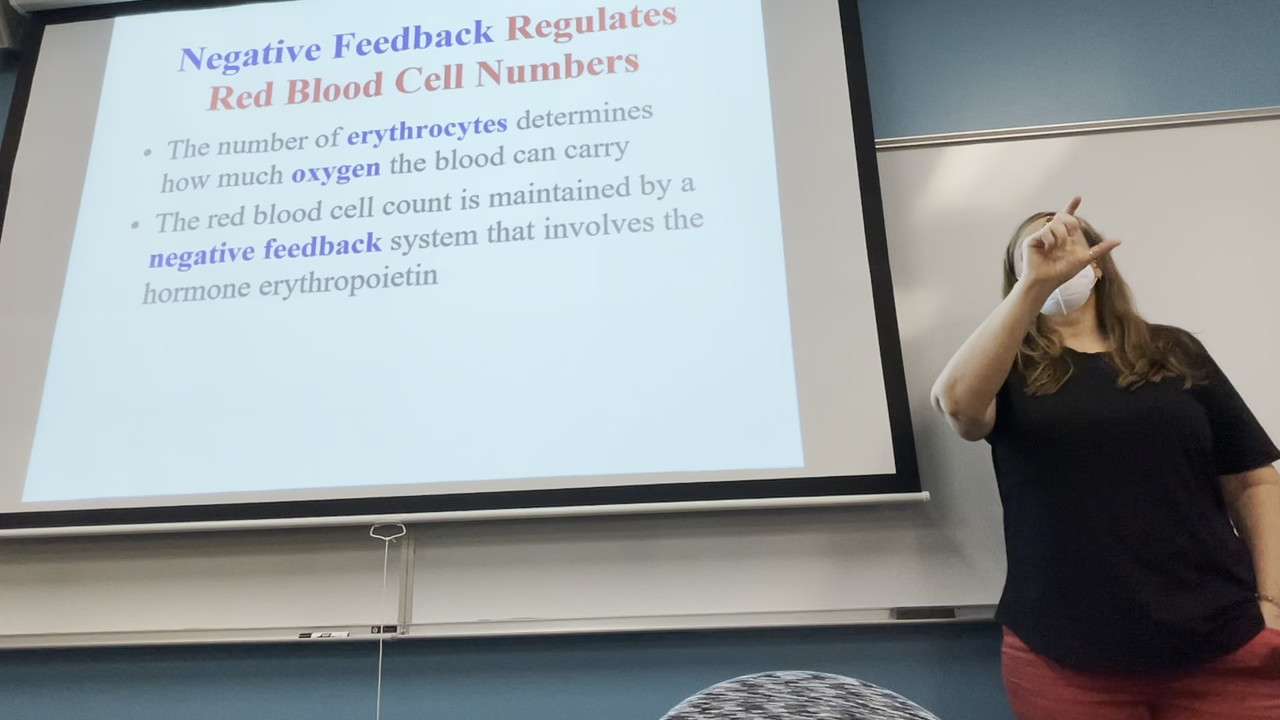 Negative Feedback Regulates
Red Blood Cell Numbers
• The number of erythrocytes determines
how much oxygen the blood can carry
• The red blood cell count is maintained by a
negative feedback system that involves the
hormone erythropoietin